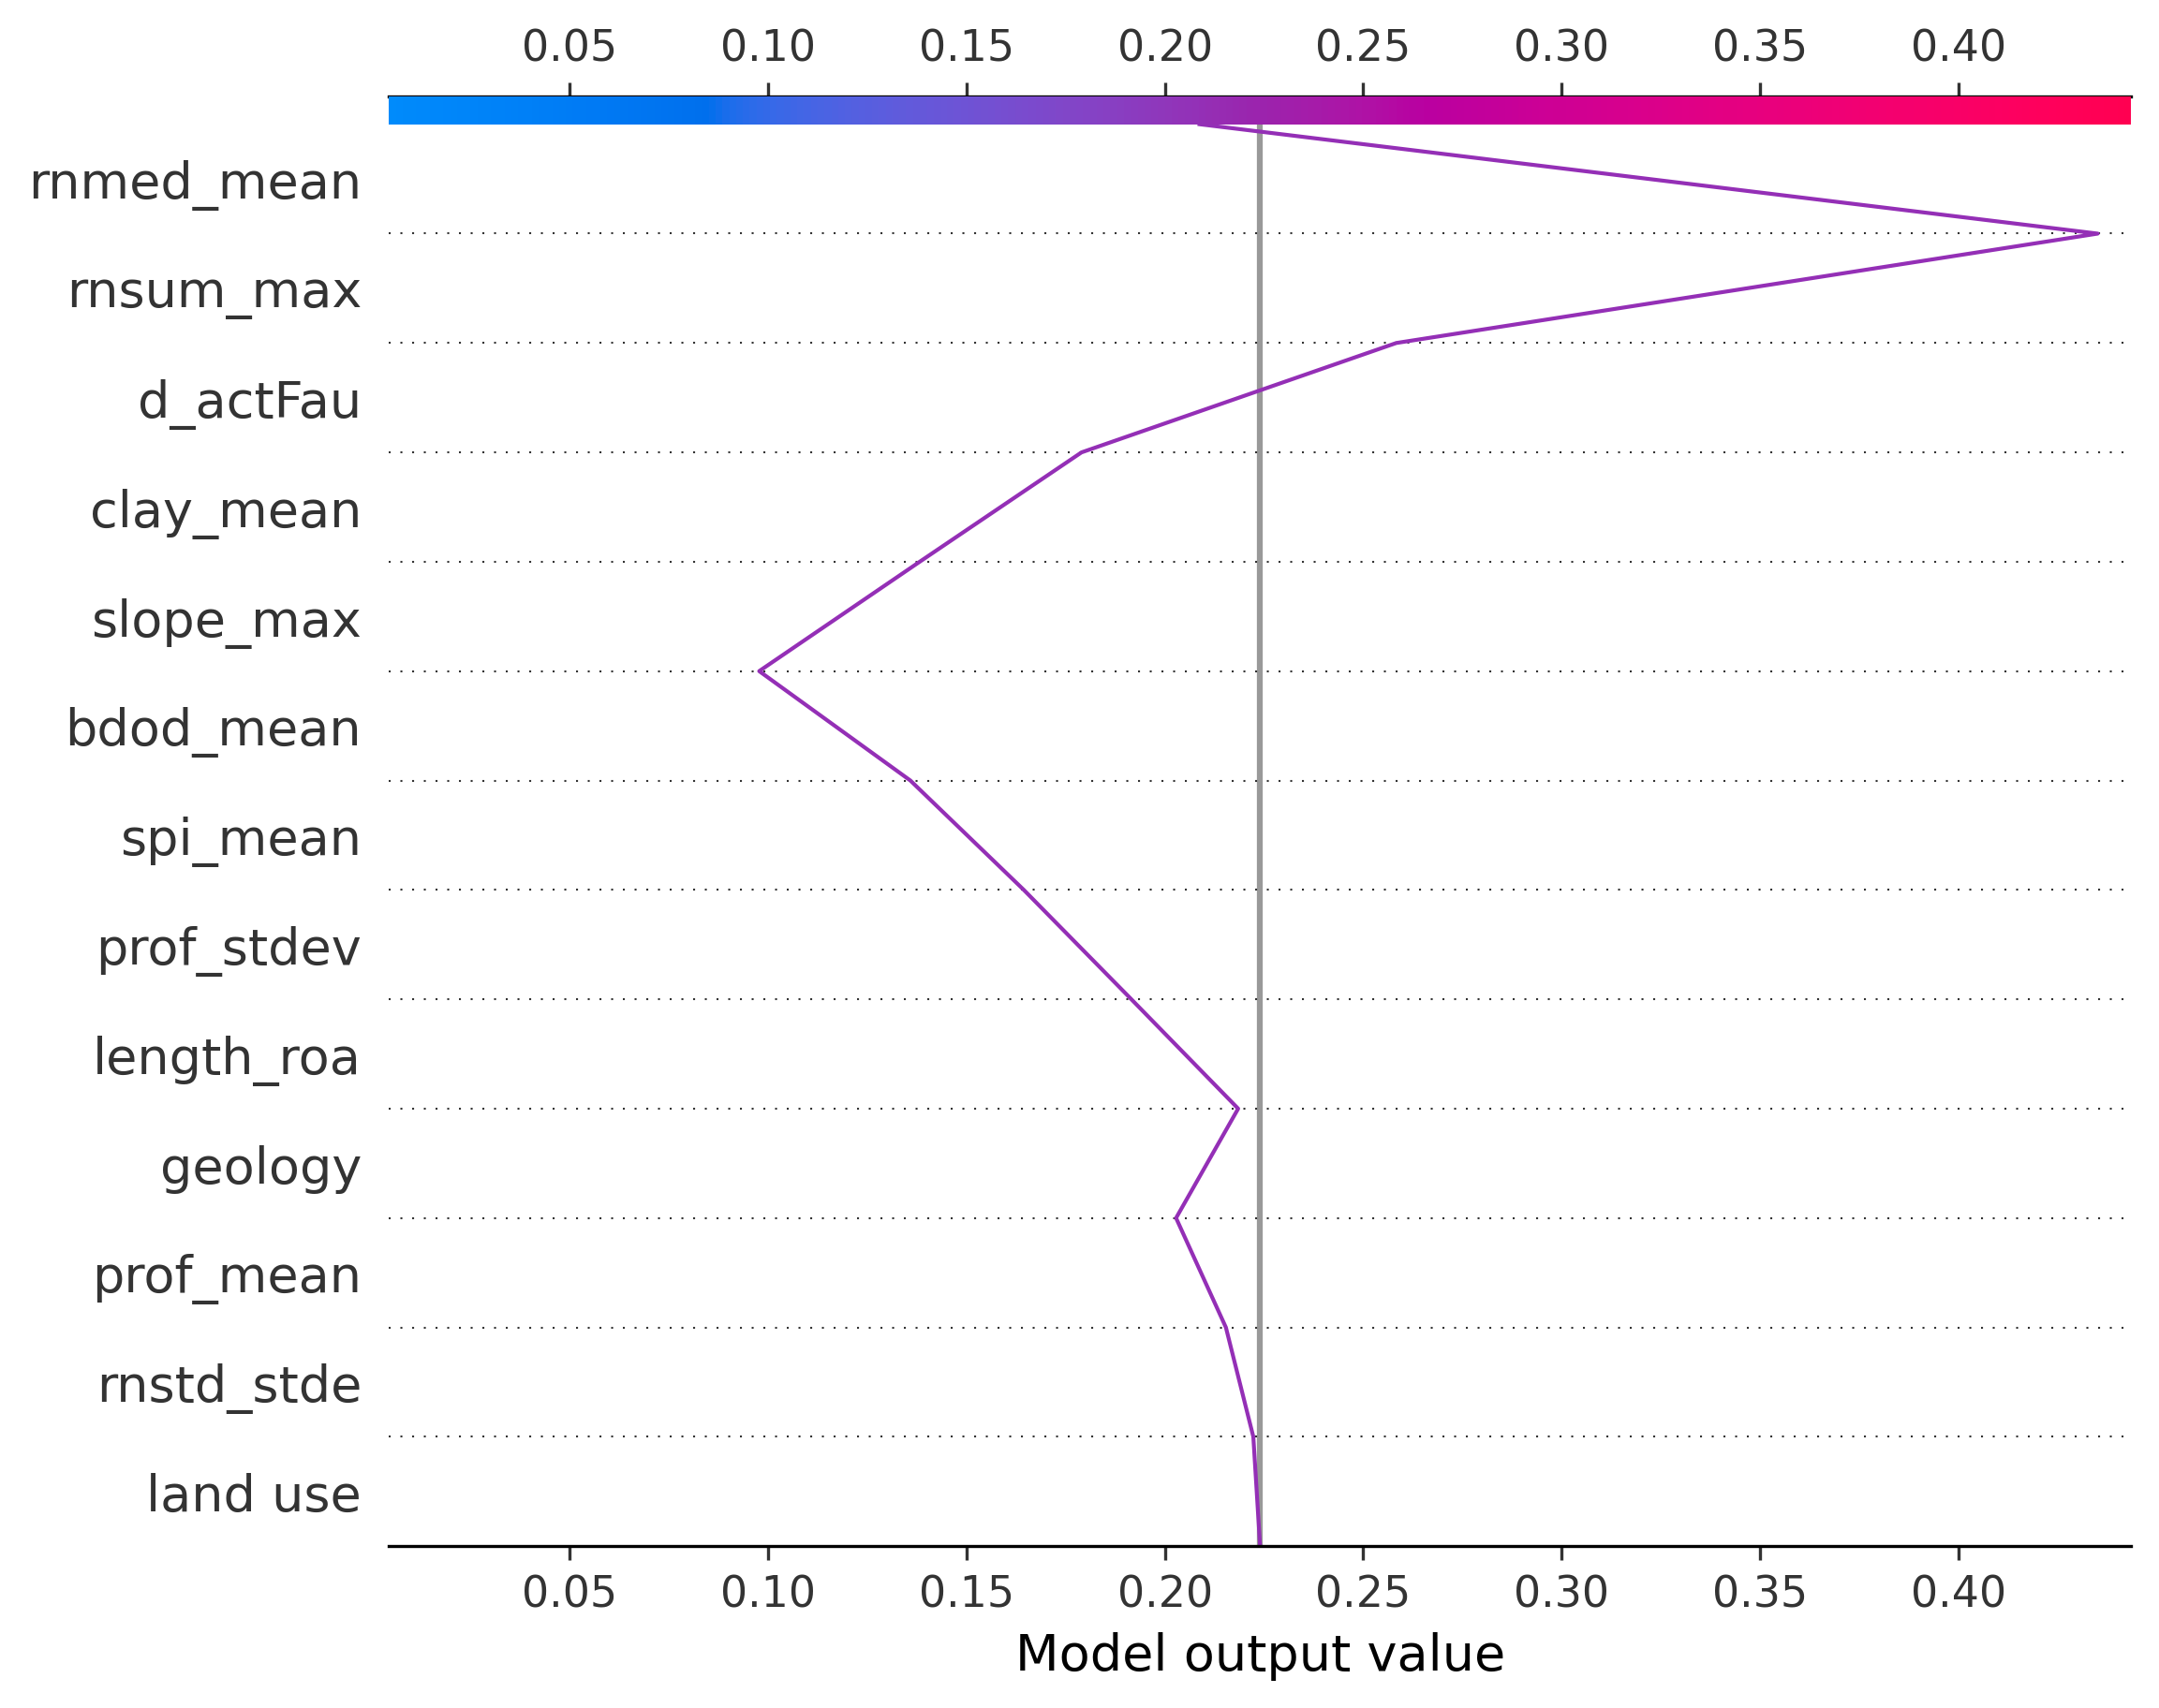 0.05 0.10 0.15 0.20 0.25 0.30 0.35 0.40
rnmed_mean
rnsum_max
d_actFau
clay_mean
slope_max
bdod_mean
spi_mean
prof_stdev
length_roa
geology
prof_mean
rnstd_stde
land use
0.05 0.10 0.15 0.20 0.25 0.30 0.35 0.40
Model output value